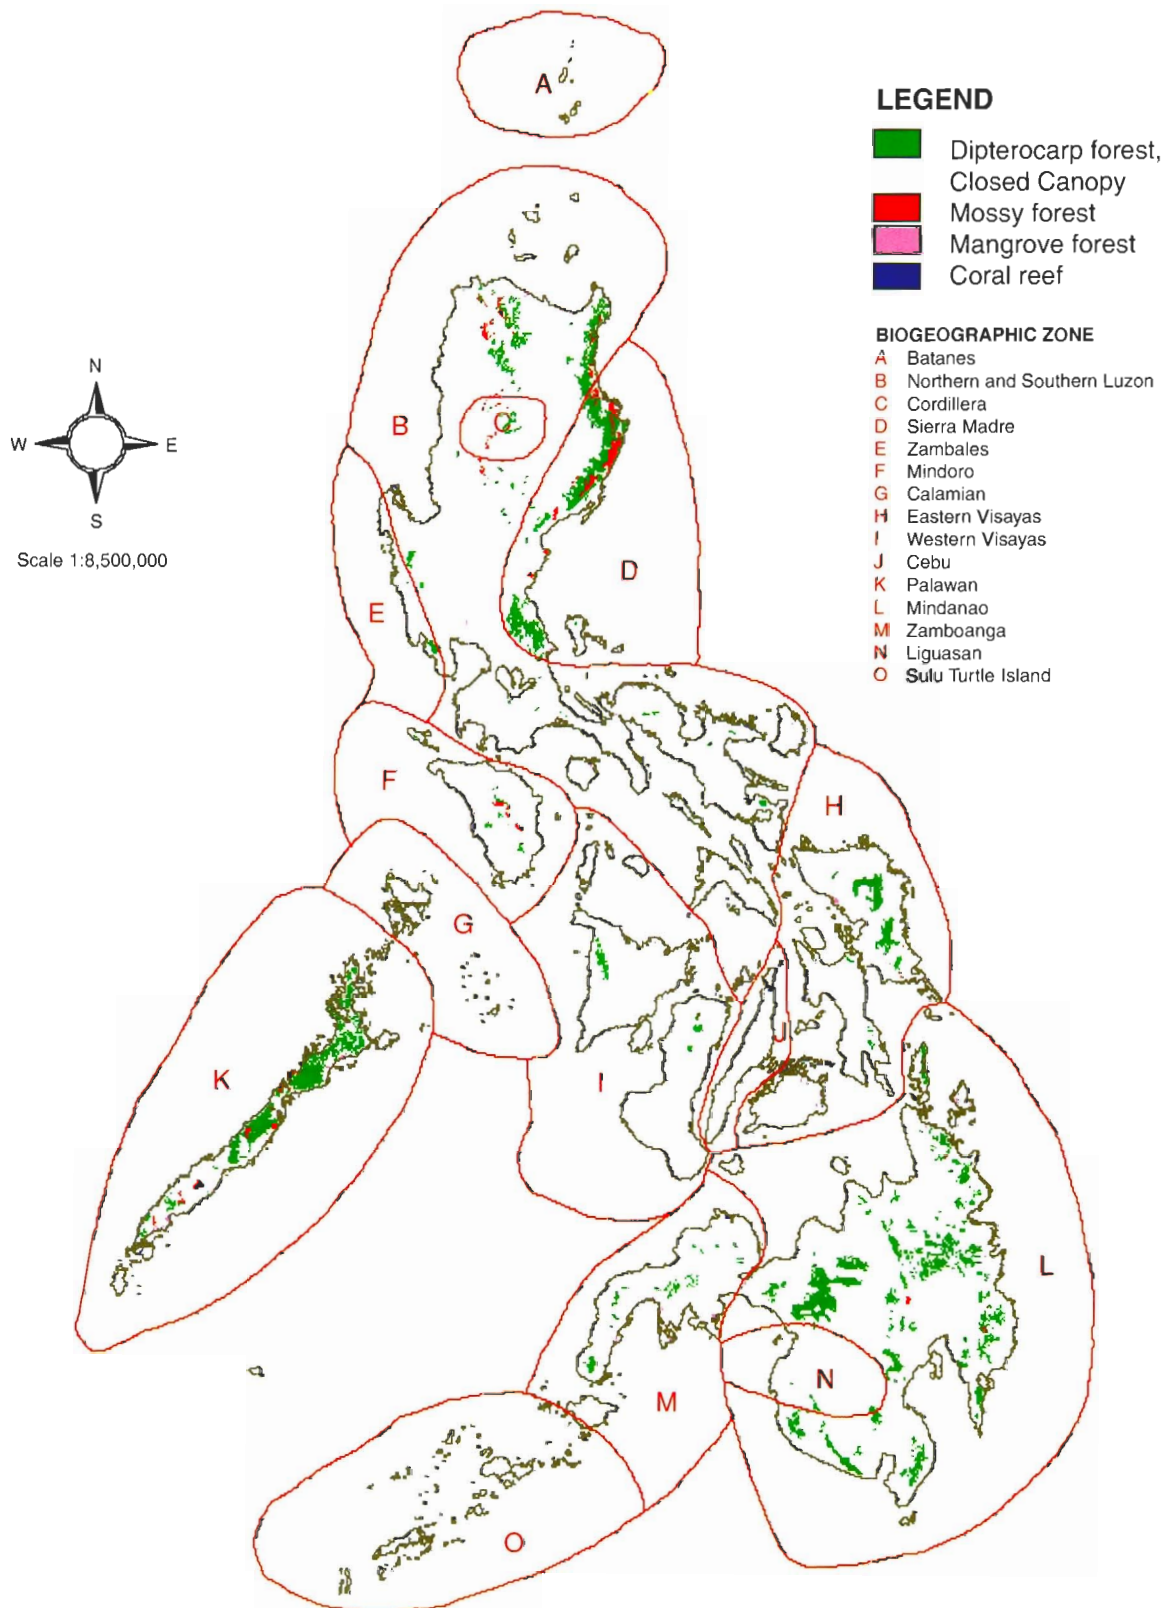 A
LEGEND
Dipterocarp forest,
Closed Canopy
Mossy forest
Mangrove forest
Coral reef
BIOGEOGRAPHIC ZONE
A Batanes
B Northern and Southern Luzon
C Cordillera
D Sierra Madre
E Zambales
F Mindoro
G Calamian
H Eastern Visayas
I Western Visayas
J Cebu
K Palawan
L Mindanao
M Zamboanga
N Liguasan
O Sulu Turtle Island
N
W E
S
Scale 1:8,500,000
B
C
D
E
F
H
G
J
K
I
L
N
M
O